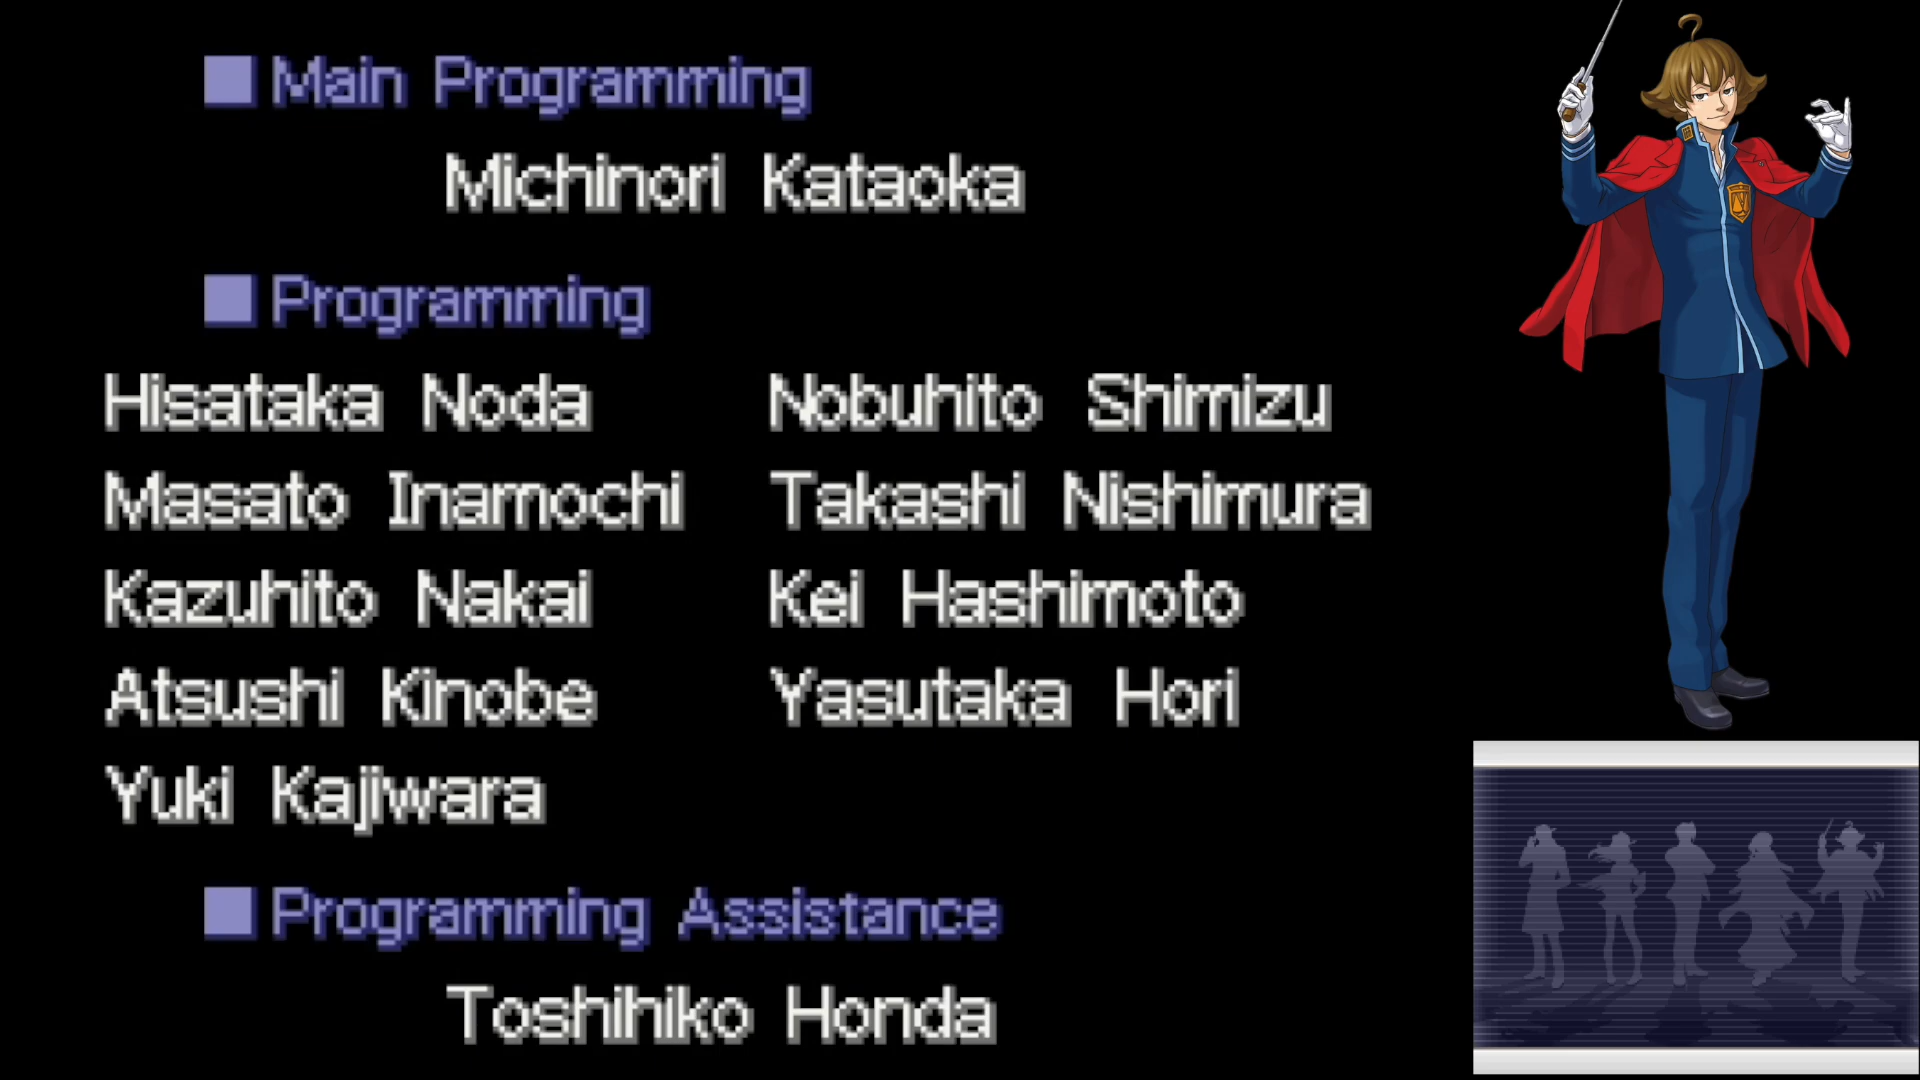 ■Main Programming
Michinori Kataoka
■Programming
Hisataka Noda Nobuhito Shimizu
Masato Inamochi Takashi Nishimura
Kazuhito Nakai Kei Hashimoto
Atsushi Kinobe Yasutaka Hori
Yuki Kajiwara
■Programming Assistance
Toshihiko Honda